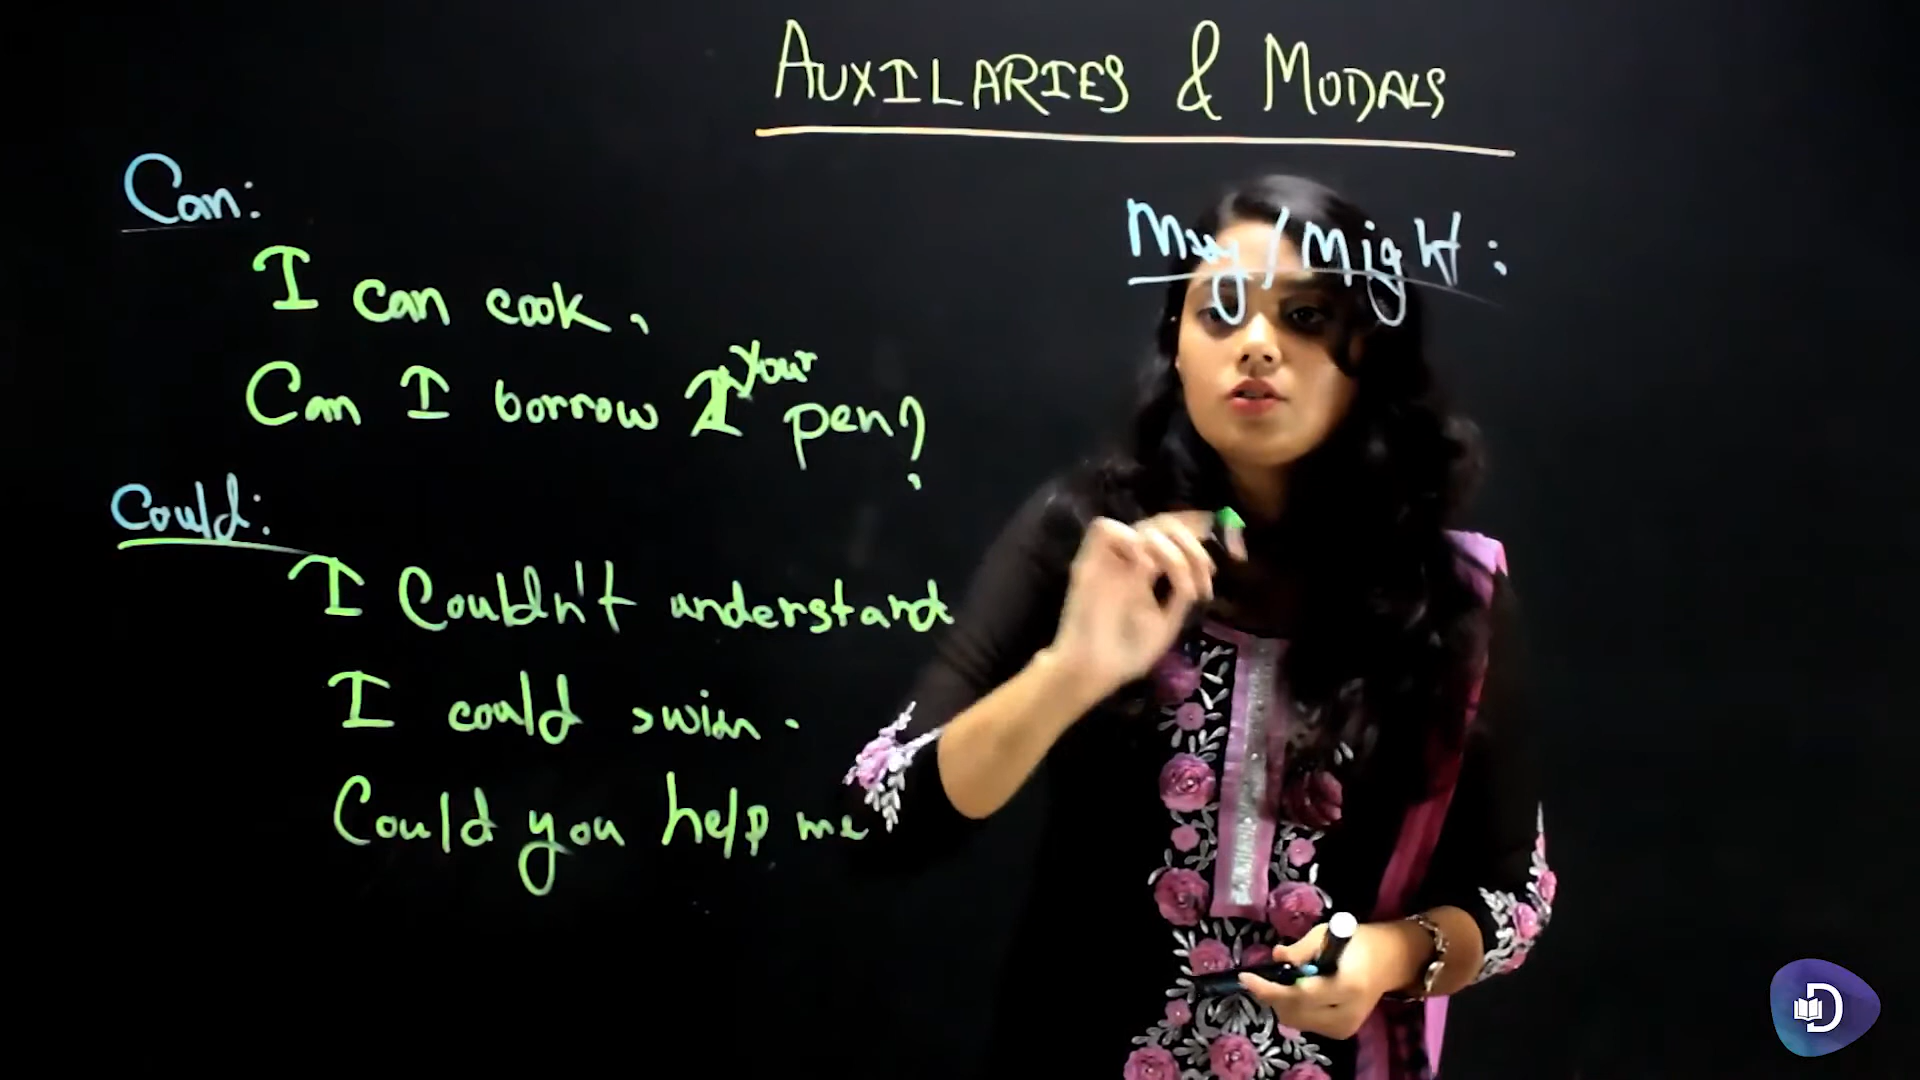 AUXILARIES & MODALS
Can:
I can cook.
Can I borrow your pen?
Could:
I Couldn't understand
I could swim.
Could you help me
May/Might:
D